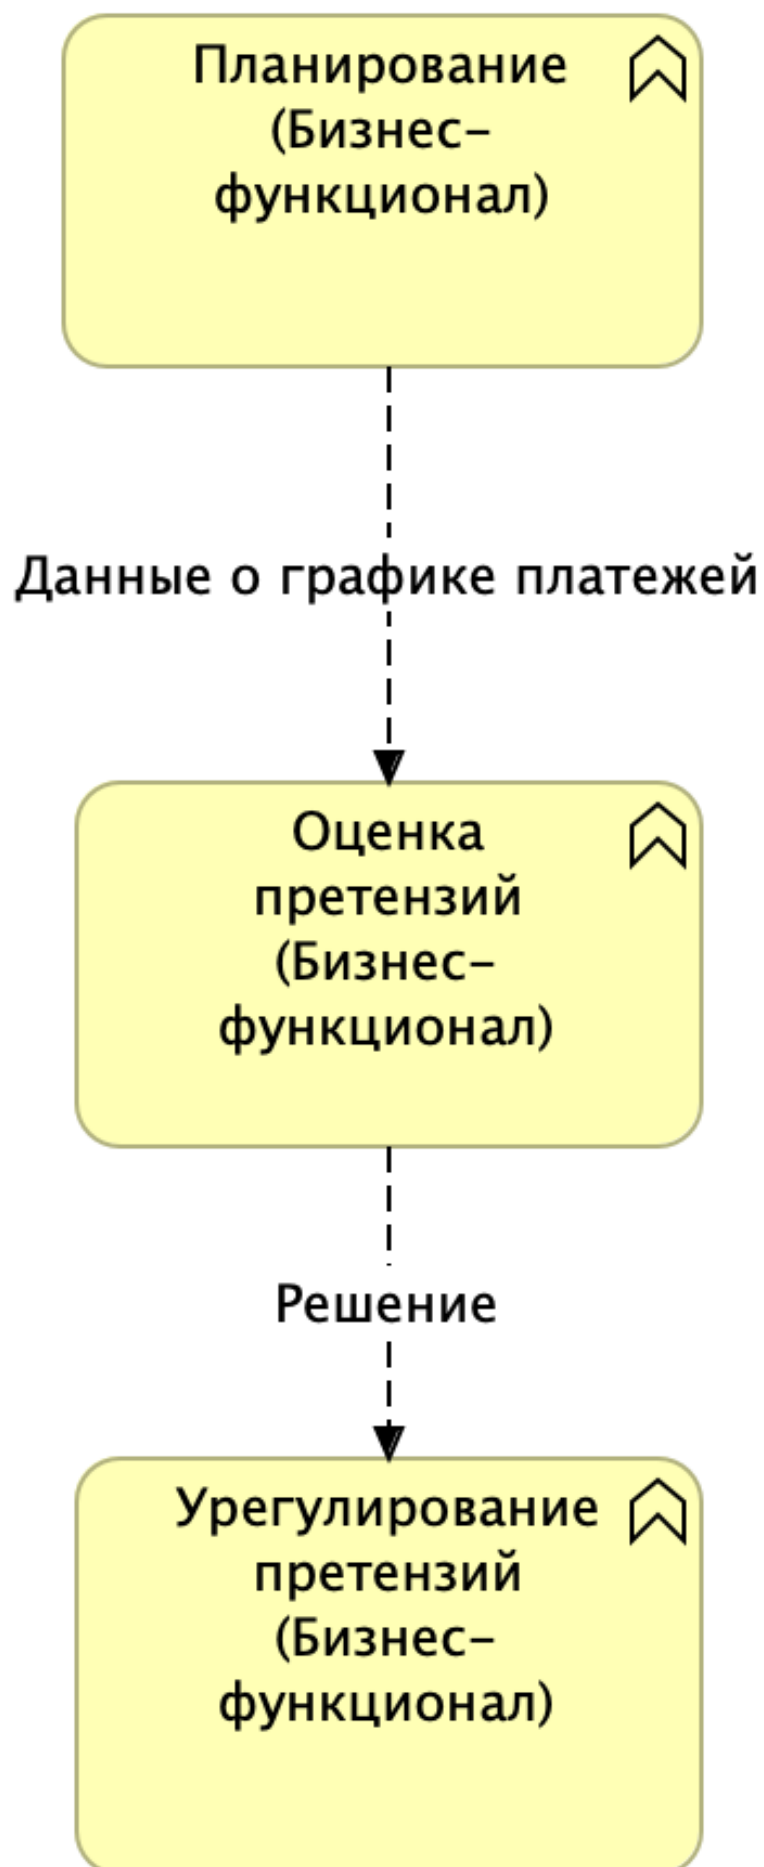 Планирование
(Бизнес-
функционал)
Данные о графике платежей
Оценка
претензий
(Бизнес-
функционал)
Решение
Урегулирование
претензий
(Бизнес-
функционал)